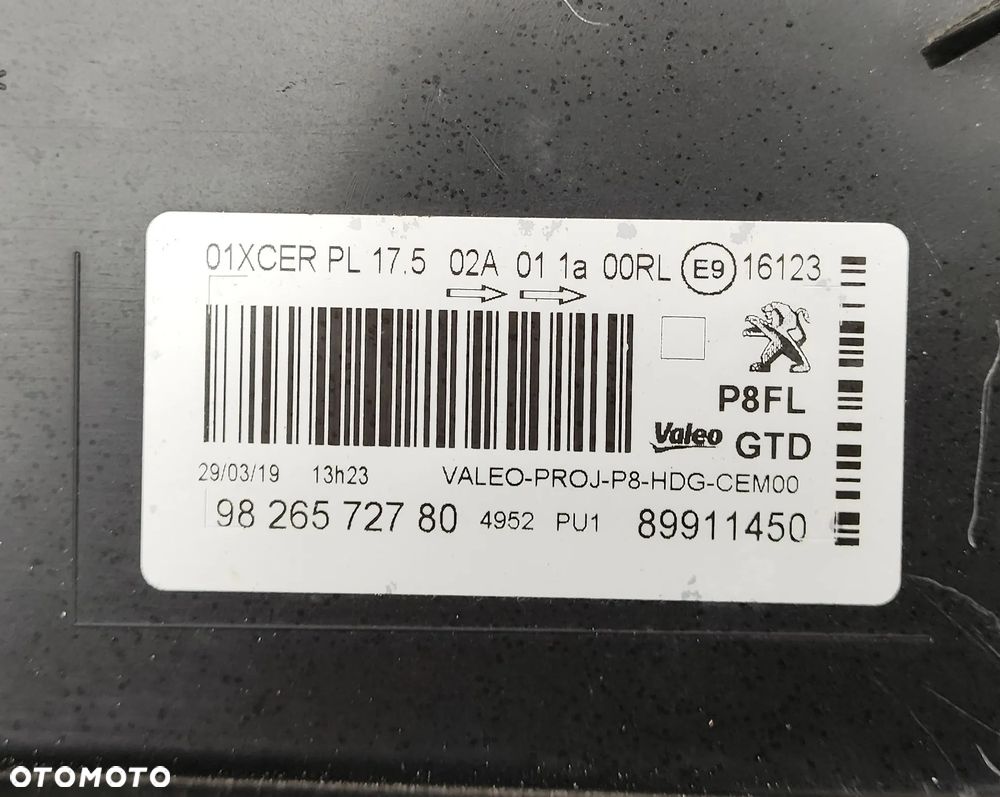 01XCER PL 17.5 02A 01 1a 00RL E9 16123
P8FL
Valeo GTD
29/03/19 13h23 VALEO-PROJ-P8-HDG-CEM00
98 265 727 80 4952 PU1 89911450
OTOMOTO